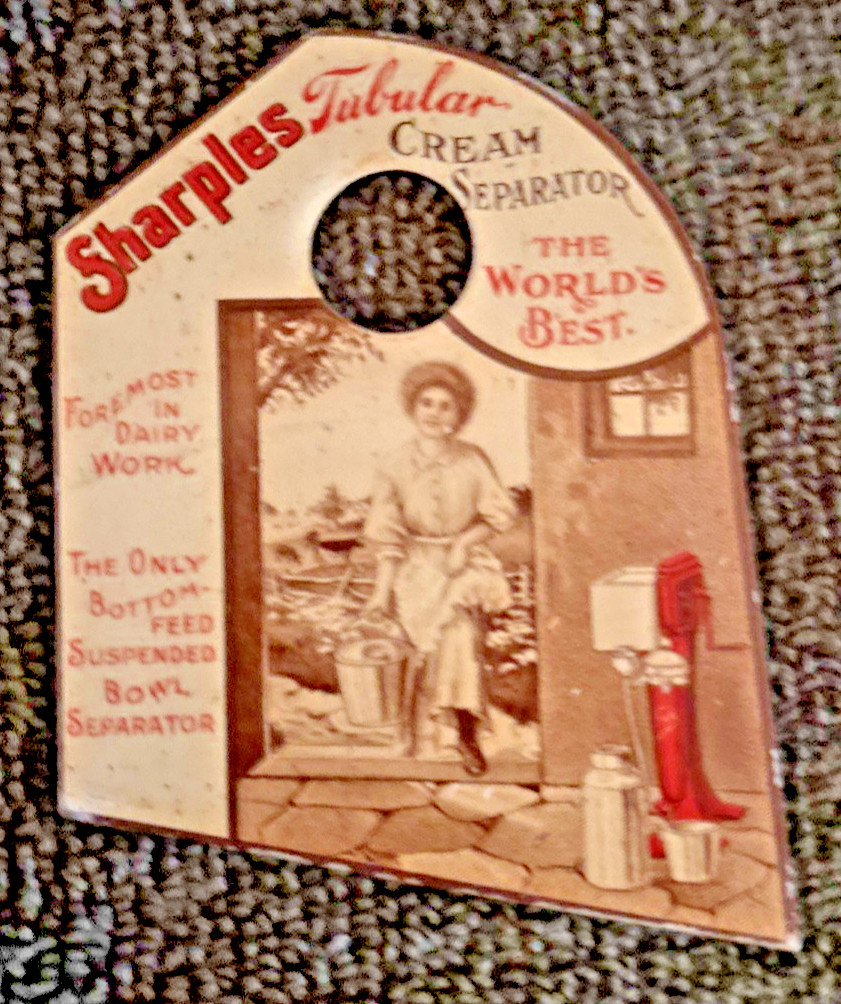 Sharples Tubular
CREAM
SEPARATOR
THE
WORLD'S
BEST.
FOREMOST
IN
DAIRY
WORK
THE ONLY
BOTTOM-
FEED
SUSPENDED
BOWL
SEPARATOR